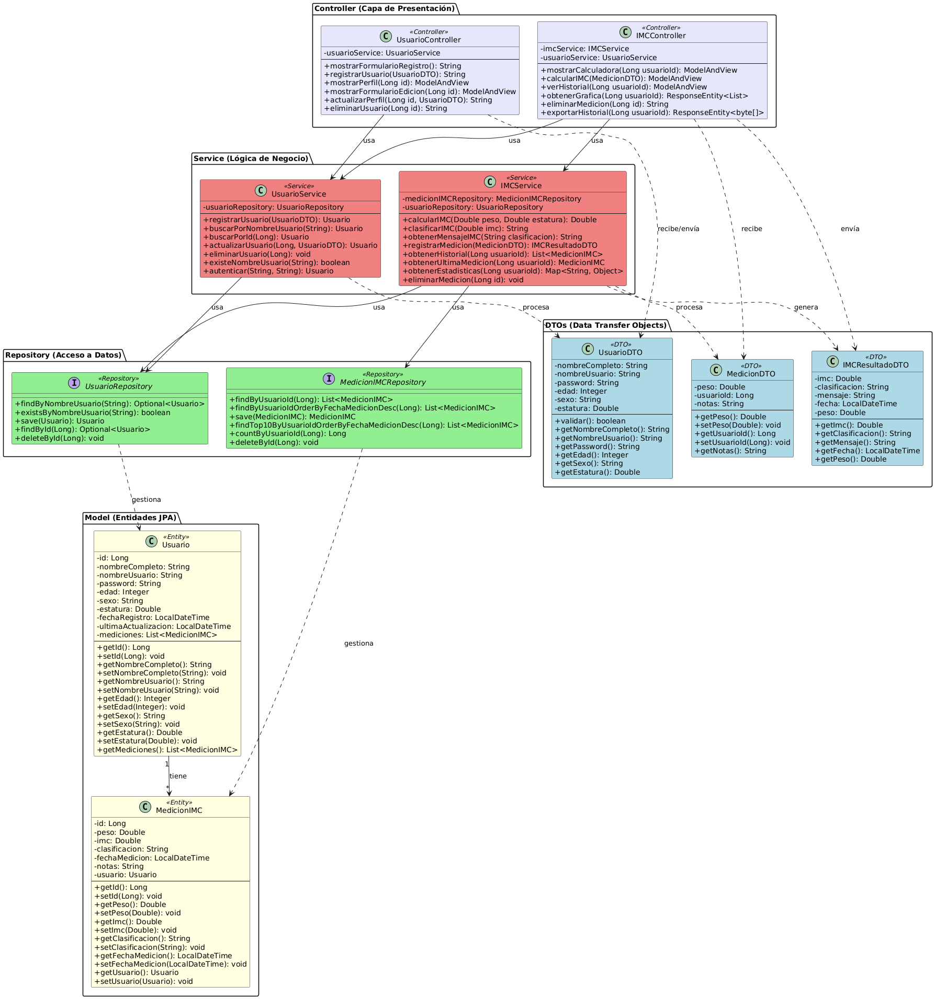 Controller (Capa de Presentación)
C
«Controller»
UsuarioController
-usuarioService: UsuarioService
+mostrarFormularioRegistro(): String
+registrarUsuario(UsuarioDTO): String
+mostrarPerfil(Long id): ModelAndView
+mostrarFormularioEdicion(Long id): ModelAndView
+actualizarPerfil(Long id, UsuarioDTO): String
+eliminarUsuario(Long id): String
C
«Controller»
IMCController
-imcService: IMCService
-usuarioService: UsuarioService
+mostrarCalculadora(Long usuarioId): ModelAndView
+calcularIMC(MedicionDTO): ModelAndView
+verHistorial(Long usuarioId): ModelAndView
+obtenerGrafica(Long usuarioId): ResponseEntity<List>
+eliminarMedicion(Long id): String
+exportarHistorial(Long usuarioId): ResponseEntity<byte[]>
usa
usa
usa
Service (Lógica de Negocio)
C
«Service»
UsuarioService
-usuarioRepository: UsuarioRepository
+registrarUsuario(UsuarioDTO): Usuario
+buscarPorNombreUsuario(String): Usuario
+buscarPorId(Long): Usuario
+actualizarUsuario(Long, UsuarioDTO): Usuario
+eliminarUsuario(Long): void
+existeNombreUsuario(String): boolean
+autenticar(String, String): Usuario
C
«Service»
IMCService
-medicionIMCRepository: MedicionIMCRepository
-usuarioRepository: UsuarioRepository
+calcularIMC(Double peso, Double estatura): Double
+clasificarIMC(Double imc): String
+obtenerMensajeIMC(String clasificacion): String
+registrarMedicion(MedicionDTO): IMCResultadoDTO
+obtenerHistorial(Long usuarioId): List<MedicionIMC>
+obtenerUltimaMedicion(Long usuarioId): MedicionIMC
+obtenerEstadisticas(Long usuarioId): Map<String, Object>
+eliminarMedicion(Long id): void
recibe/envía
recibe
envía
usa
usa
usa
procesa
procesa
genera
DTOs (Data Transfer Objects)
C
«DTO»
UsuarioDTO
-nombreCompleto: String
-nombreUsuario: String
-password: String
-edad: Integer
-sexo: String
-estatura: Double
+validar(): boolean
+getNombreCompleto(): String
+getNombreUsuario(): String
+getPassword(): String
+getEdad(): Integer
+getSexo(): String
+getEstatura(): Double
C
«DTO»
MedicionDTO
-peso: Double
-usuarioId: Long
-notas: String
+getPeso(): Double
+setPeso(Double): void
+getUsuarioId(): Long
+setUsuarioId(Long): void
+getNotas(): String
C
«DTO»
IMCResultadoDTO
-imc: Double
-clasificacion: String
-mensaje: String
-fecha: LocalDateTime
-peso: Double
+getImc(): Double
+getClasificacion(): String
+getMensaje(): String
+getFecha(): LocalDateTime
+getPeso(): Double
Repository (Acceso a Datos)
I
«Repository»
UsuarioRepository
+findByNombreUsuario(String): Optional<Usuario>
+existsByNombreUsuario(String): boolean
+save(Usuario): Usuario
+findById(Long): Optional<Usuario>
+deleteById(Long): void
I
«Repository»
MedicionIMCRepository
+findByUsuarioId(Long): List<MedicionIMC>
+findByUsuarioIdOrderByFechaMedicionDesc(Long): List<MedicionIMC>
+save(MedicionIMC): MedicionIMC
+findTop10ByUsuarioIdOrderByFechaMedicionDesc(Long): List<MedicionIMC>
+countByUsuarioId(Long): Long
+deleteById(Long): void
gestiona
gestiona
Model (Entidades JPA)
C
«Entity»
Usuario
-id: Long
-nombreCompleto: String
-nombreUsuario: String
-password: String
-edad: Integer
-sexo: String
-estatura: Double
-fechaRegistro: LocalDateTime
-ultimaActualizacion: LocalDateTime
-mediciones: List<MedicionIMC>
+getId(): Long
+setId(Long): void
+getNombreCompleto(): String
+setNombreCompleto(String): void
+getNombreUsuario(): String
+setNombreUsuario(String): void
+getEdad(): Integer
+setEdad(Integer): void
+getSexo(): String
+setSexo(String): void
+getEstatura(): Double
+setEstatura(Double): void
+getMediciones(): List<MedicionIMC>
1
tiene
*
C
«Entity»
MedicionIMC
-id: Long
-peso: Double
-imc: Double
-clasificacion: String
-fechaMedicion: LocalDateTime
-notas: String
-usuario: Usuario
+getId(): Long
+setId(Long): void
+getPeso(): Double
+setPeso(Double): void
+getImc(): Double
+setImc(Double): void
+getClasificacion(): String
+setClasificacion(String): void
+getFechaMedicion(): LocalDateTime
+setFechaMedicion(LocalDateTime): void
+getUsuario(): Usuario
+setUsuario(Usuario): void